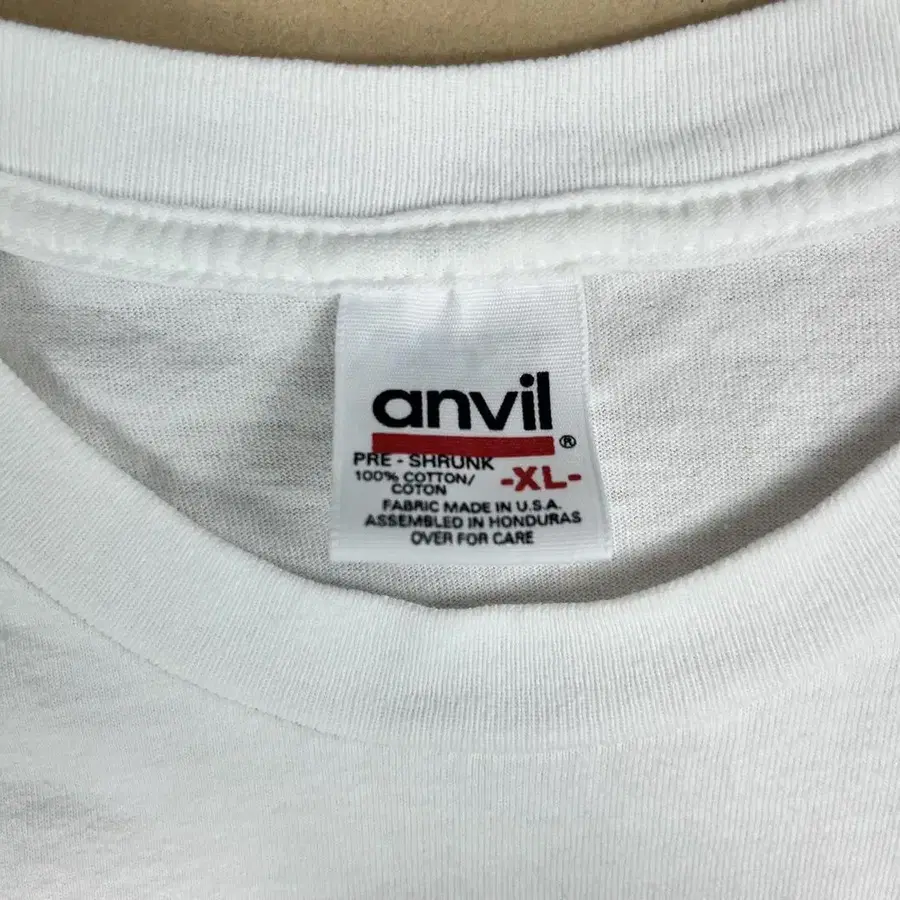 anvil®
PRE - SHRUNK
100% COTTON/
COTON
-XL-
FABRIC MADE IN U.S.A.
ASSEMBLED IN HONDURAS
OVER FOR CARE